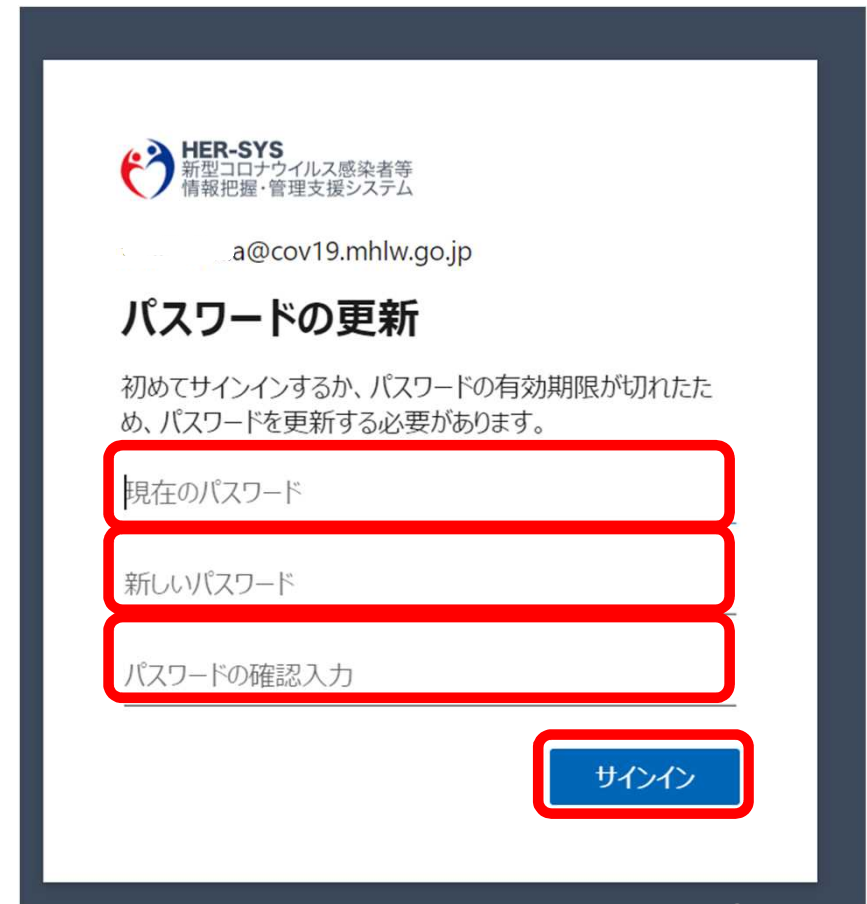 HER-SYS
新型コロナウイルス感染者等
情報把握・管理支援システム
a@cov19.mhlw.go.jp
パスワードの更新
初めてサインインするか、パスワードの有効期限が切れたた
め、パスワードを更新する必要があります。
現在のパスワード
新しいパスワード
パスワードの確認入力
サインイン